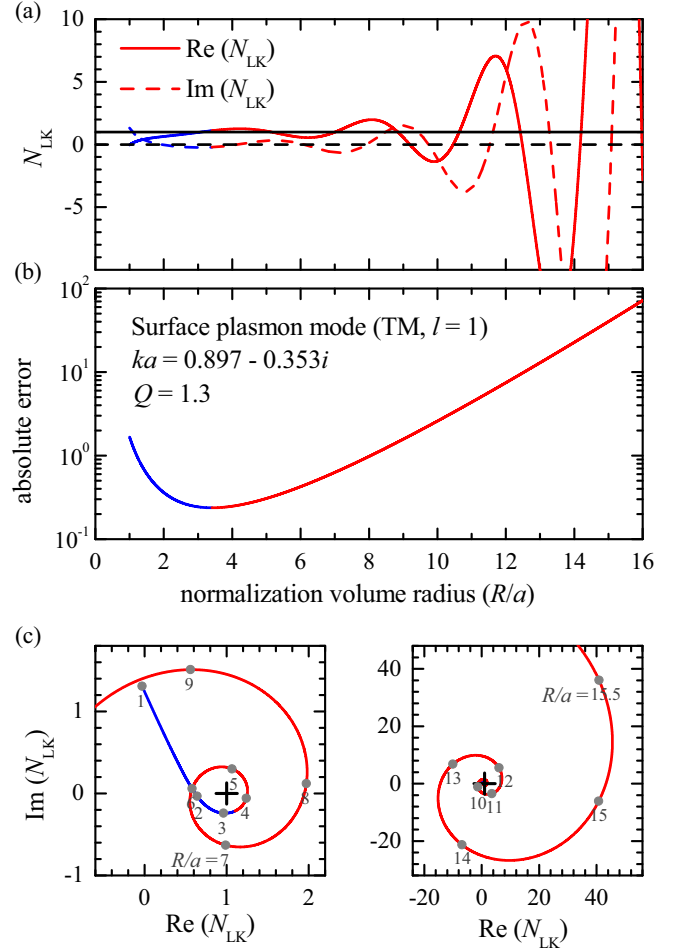 (a)
10
5
0
-5
N_LK
Re (N_LK)
Im (N_LK)
(b)
10^2
10^1
10^0
10^-1
absolute error
Surface plasmon mode (TM, l = 1)
ka = 0.897 - 0.353i
Q = 1.3
0 2 4 6 8 10 12 14 16
normalization volume radius (R/a)
(c)
1
0
-1
Im (N_LK)
1
9
5
6
2
3
4
8
R/a = 7
0 1 2
Re (N_LK)
40
20
0
-20
R/a = 15.5
13
12
10
11
15
14
-20 0 20 40
Re (N_LK)